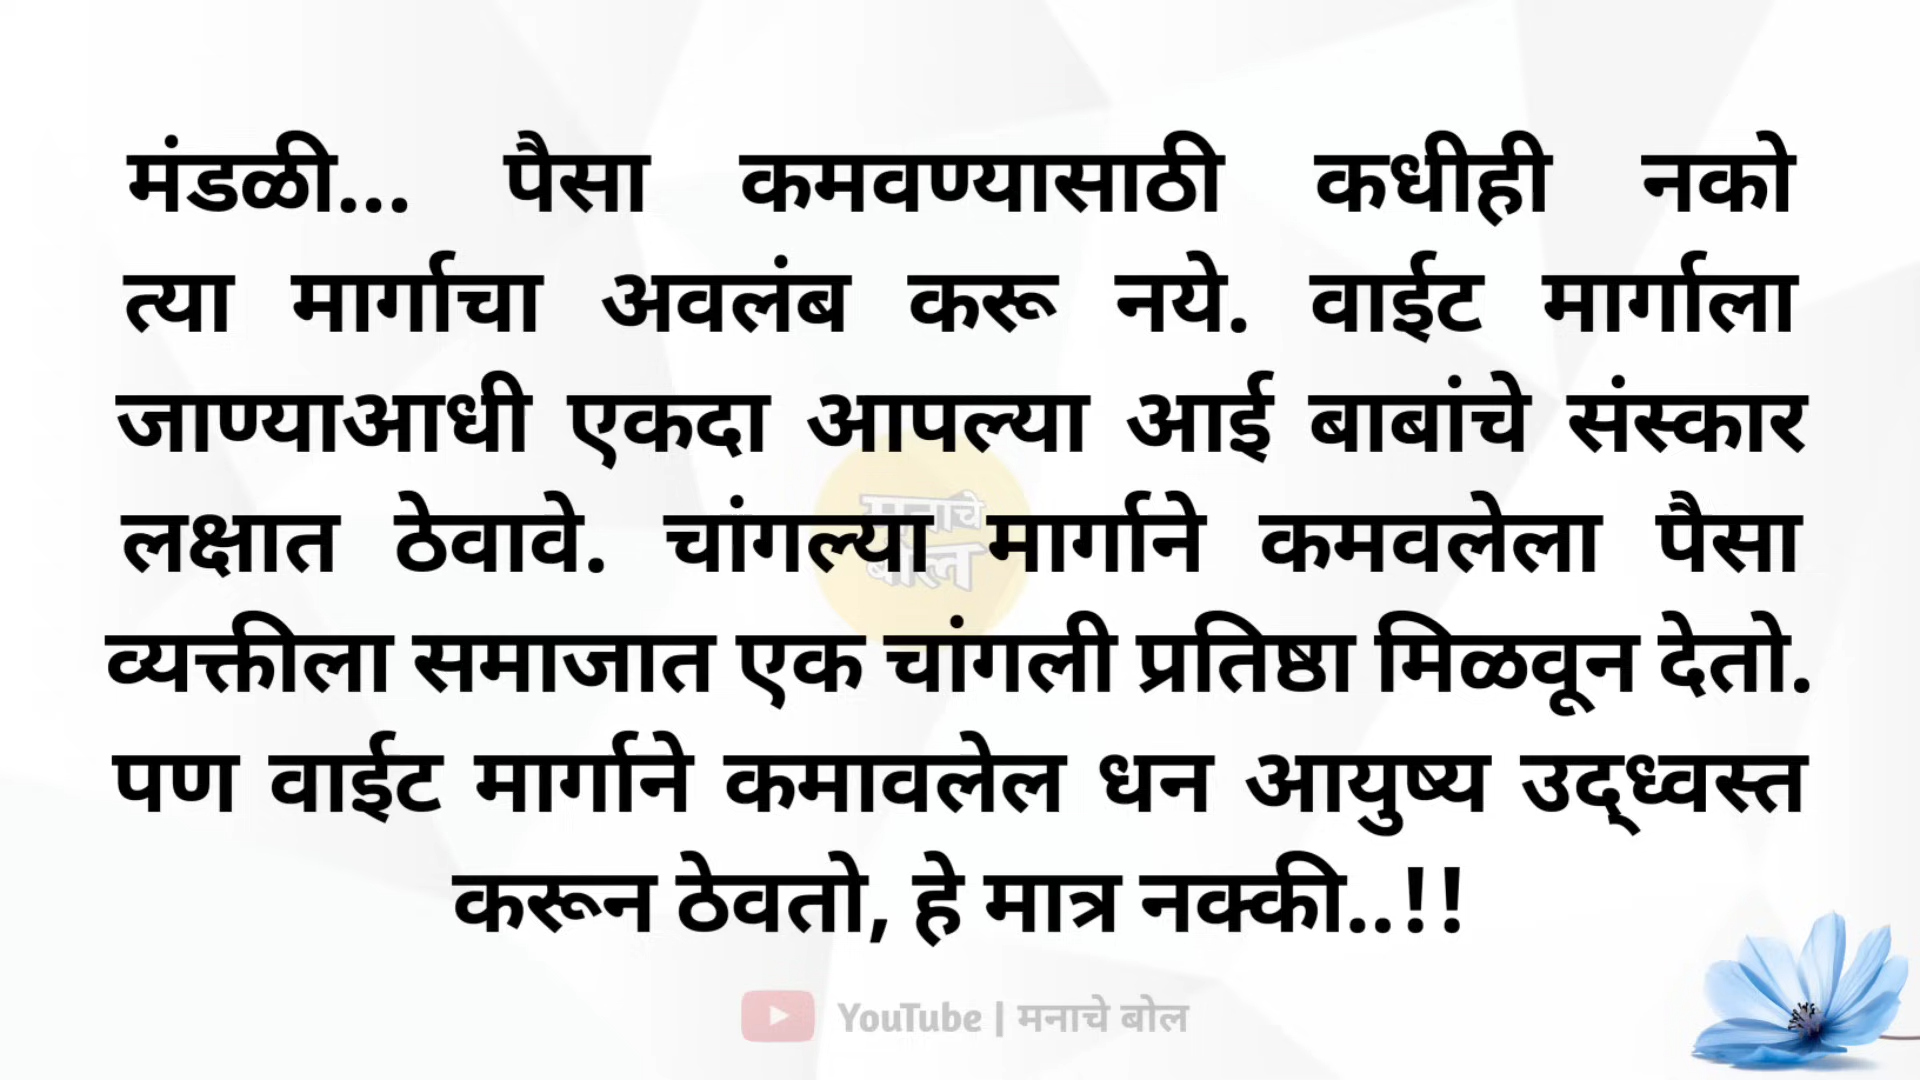 मंडळी... पैसा कमवण्यासाठी कधीही नको
त्या मार्गाचा अवलंब करू नये. वाईट मार्गाला
जाण्याआधी एकदा आपल्या आई बाबांचे संस्कार
लक्षात ठेवावे. चांगल्या मार्गाने कमवलेला पैसा
व्यक्तीला समाजात एक चांगली प्रतिष्ठा मिळवून देतो.
पण वाईट मार्गाने कमावलेल धन आयुष्य उद्ध्वस्त
करून ठेवतो, हे मात्र नक्की..!!
मनाचे
बोल
YouTube | मनाचे बोल